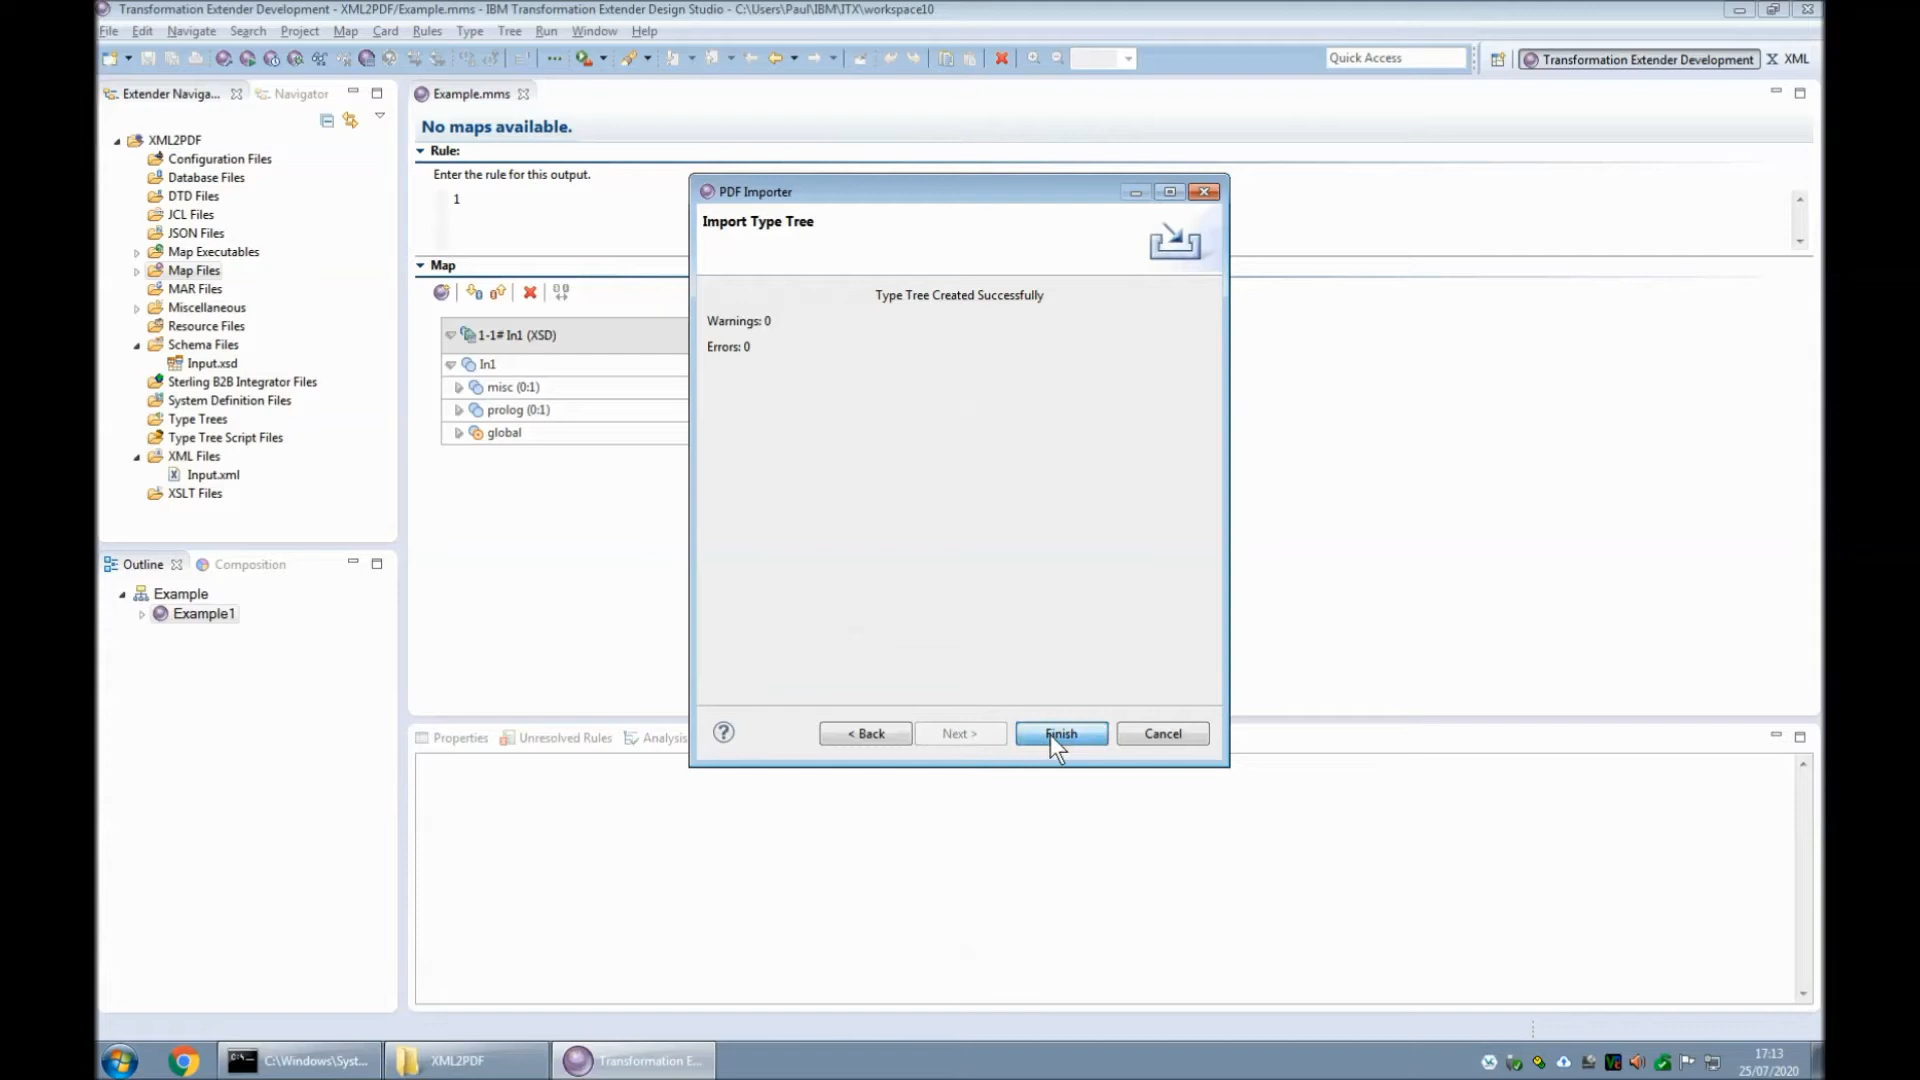 Transformation Extender Development - XML2PDF/Example.mms - IBM Transformation Extender Design Studio - C:\Users\Paul\IBM\ITX\workspace10
File Edit Navigate Search Project Map Card Rules Type Tree Run Window Help
Quick Access
Transformation Extender Development
XML
Extender Naviga...
Navigator
XML2PDF
Configuration Files
Database Files
DTD Files
JCL Files
JSON Files
Map Executables
Map Files
MAR Files
Miscellaneous
Resource Files
Schema Files
Input.xsd
Sterling B2B Integrator Files
System Definition Files
Type Trees
Type Tree Script Files
XML Files
Input.xml
XSLT Files
Outline
Composition
Example
Example1
Example.mms
No maps available.
Rule:
Enter the rule for this output.
1
Map
1-1# In1 (XSD)
In1
misc (0:1)
prolog (0:1)
global
PDF Importer
Import Type Tree
Type Tree Created Successfully
Warnings: 0
Errors: 0
< Back
Next >
Finish
Cancel
Properties
Unresolved Rules
Analysis
C:\Windows\Syst...
XML2PDF
Transformation E...
17:13
25/07/2020